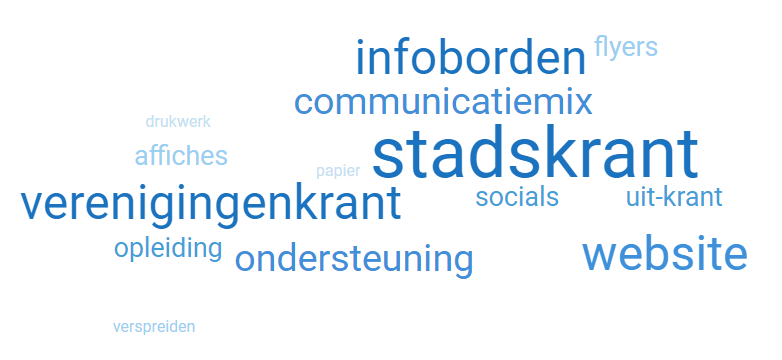 infoborden flyers
communicatiemix
drukwerk
stadskrant
affiches
papier
verenigingenkrant
socials uit-krant
opleiding ondersteuning website
verspreiden